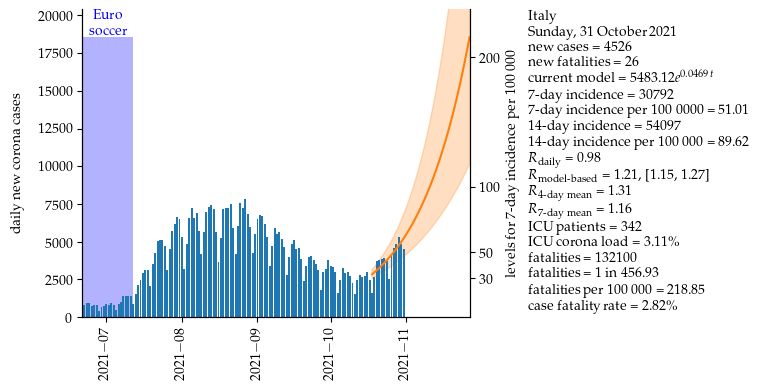 Euro
soccer
daily new corona cases
20000
17500
15000
12500
10000
7500
5000
2500
0
2021−07
2021−08
2021−09
2021−10
2021−11
200
100
50
30
levels for 7-day incidence per 100 000
Italy
Sunday, 31 October 2021
new cases = 4526
new fatalities = 26
current model = 5483.12e^0.0469 t
7-day incidence = 30792
7-day incidence per 100 0000 = 51.01
14-day incidence = 54097
14-day incidence per 100 000 = 89.62
R_daily = 0.98
R_model-based = 1.21, [1.15, 1.27]
R_4-day mean = 1.31
R_7-day mean = 1.16
ICU patients = 342
ICU corona load = 3.11%
fatalities = 132100
fatalities = 1 in 456.93
fatalities per 100 000 = 218.85
case fatality rate = 2.82%